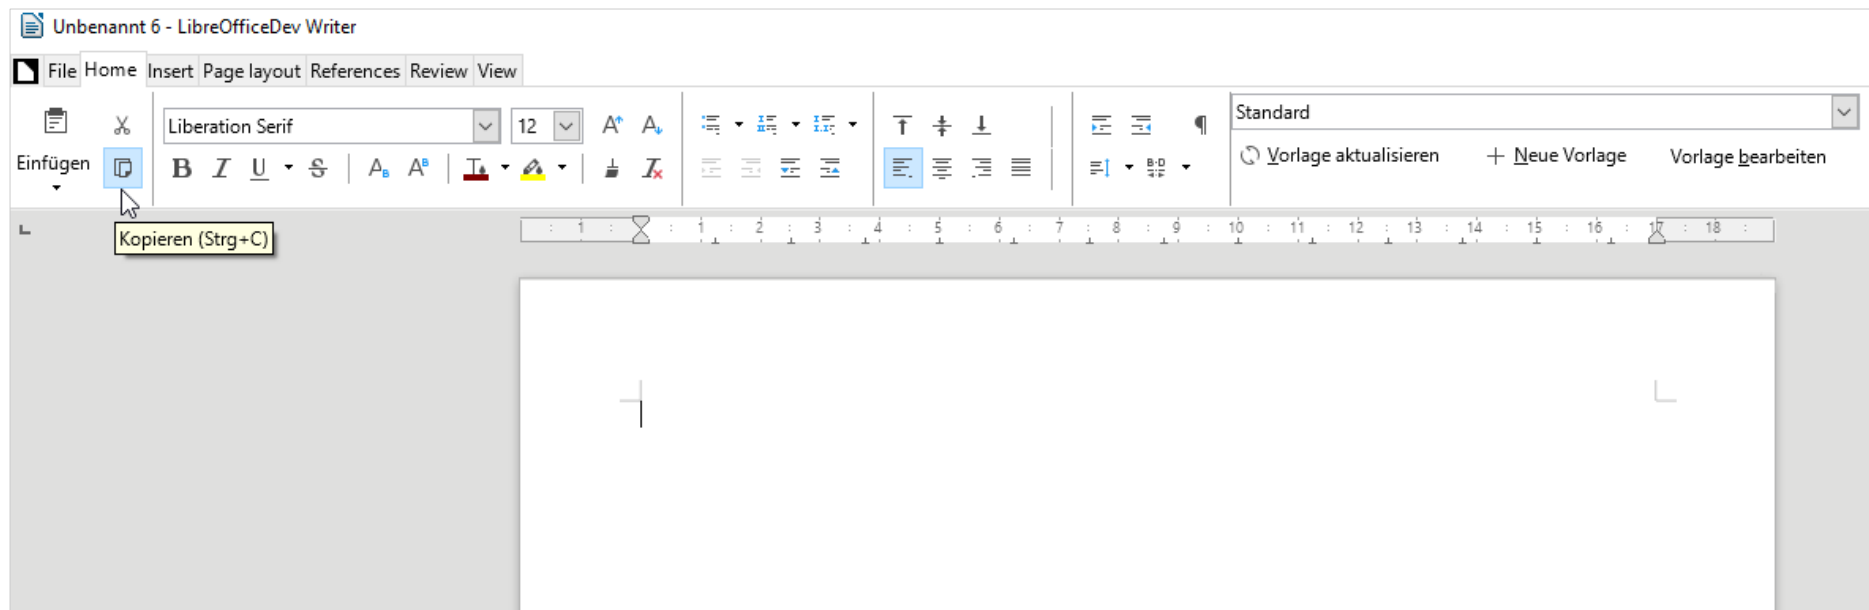 Unbenannt 6 - LibreOfficeDev Writer
File Home Insert Page layout References Review View
Liberation Serif 12 Standard
Einfügen
Vorlage aktualisieren Neue Vorlage Vorlage bearbeiten
Kopieren (Strg+C)
1 1 2 3 4 5 6 7 8 9 10 11 12 13 14 15 16 17 18